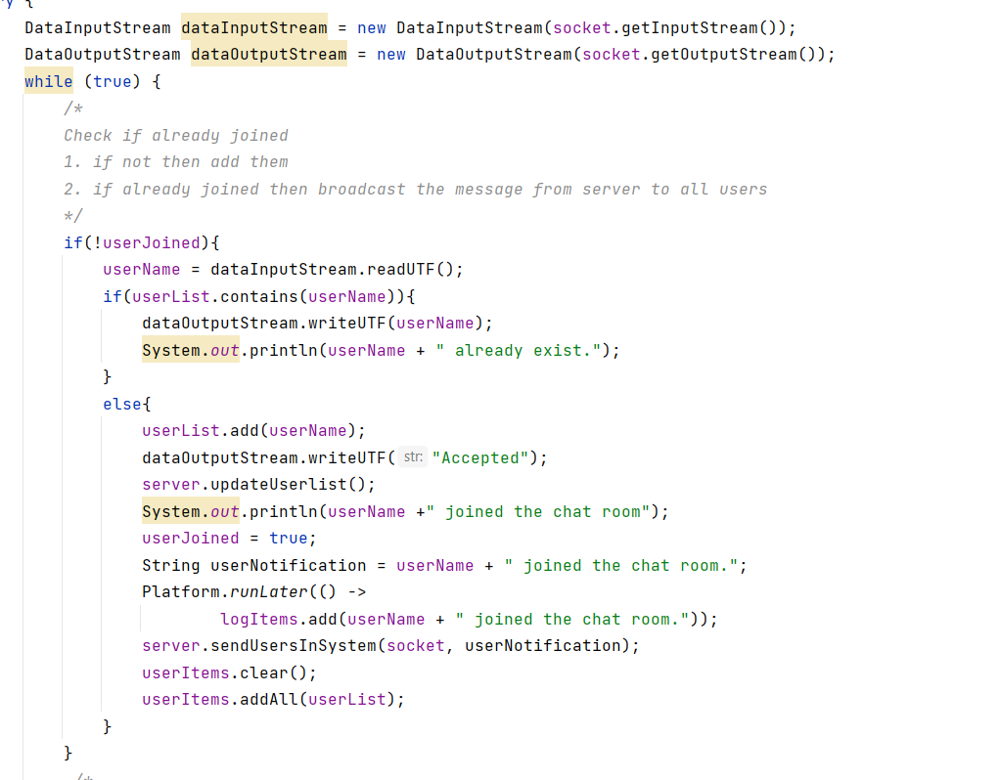 y {
DataInputStream dataInputStream = new DataInputStream(socket.getInputStream());
DataOutputStream dataOutputStream = new DataOutputStream(socket.getOutputStream());
while (true) {
/*
Check if already joined
1. if not then add them
2. if already joined then broadcast the message from server to all users
*/
if(!userJoined){
userName = dataInputStream.readUTF();
if(userList.contains(userName)){
dataOutputStream.writeUTF(userName);
System.out.println(userName + " already exist.");
}
else{
userList.add(userName);
dataOutputStream.writeUTF( str: "Accepted");
server.updateUserlist();
System.out.println(userName +" joined the chat room");
userJoined = true;
String userNotification = userName + " joined the chat room.";
Platform.runLater(() ->
logItems.add(userName + " joined the chat room."));
server.sendUsersInSystem(socket, userNotification);
userItems.clear();
userItems.addAll(userList);
}
}
/*